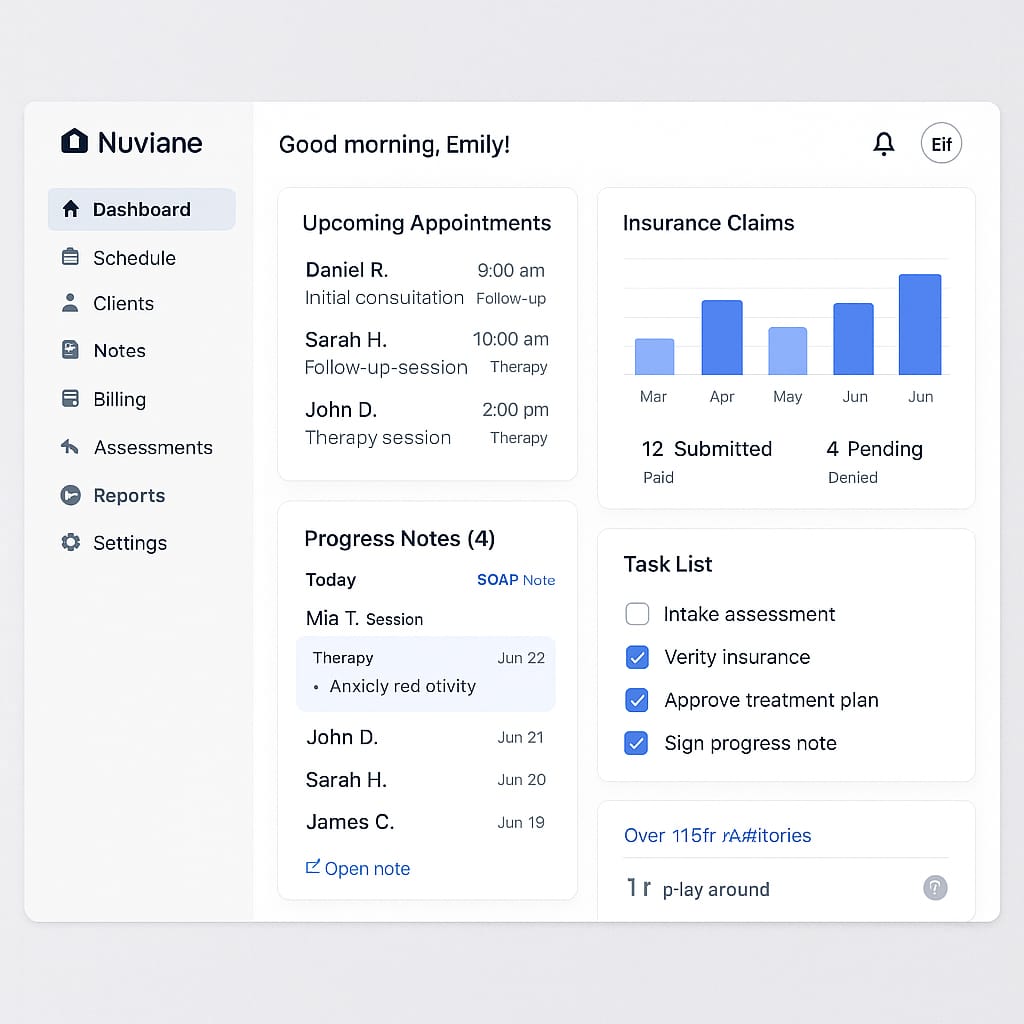 Nuviane
Dashboard
Schedule
Clients
Notes
Billing
Assessments
Reports
Settings
Good morning, Emily!
Eif
Upcoming Appointments
Daniel R. 9:00 am
Initial consuitation Follow-up
Sarah H. 10:00 am
Follow-up-session Therapy
John D. 2:00 pm
Therapy session Therapy
Insurance Claims
Mar Apr May Jun Jun
12 Submitted 4 Pending
Paid Denied
Progress Notes (4)
Today SOAP Note
Mia T. Session
Therapy Jun 22
• Anxicly red otivity
John D. Jun 21
Sarah H. Jun 20
James C. Jun 19
Open note
Task List
Intake assessment
Verity insurance
Approve treatment plan
Sign progress note
Over 115fr
1 r p-lay around
?